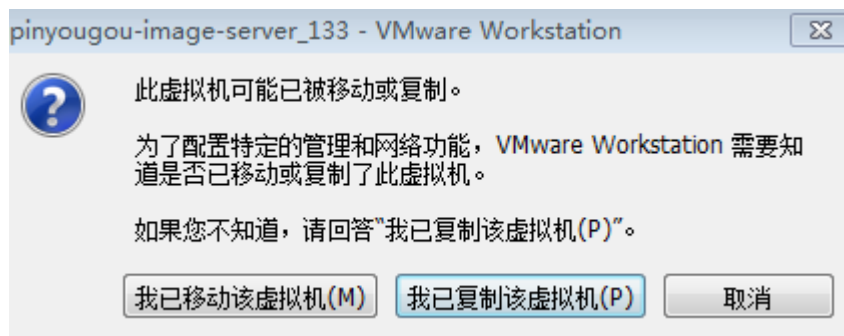 pinyougou-image-server_133 - VMware Workstation
此虚拟机可能已被移动或复制。
为了配置特定的管理和网络功能，VMware Workstation 需要知
道是否已移动或复制了此虚拟机。
如果您不知道，请回答“我已复制该虚拟机(P)”。
我已移动该虚拟机(M) 我已复制该虚拟机(P) 取消